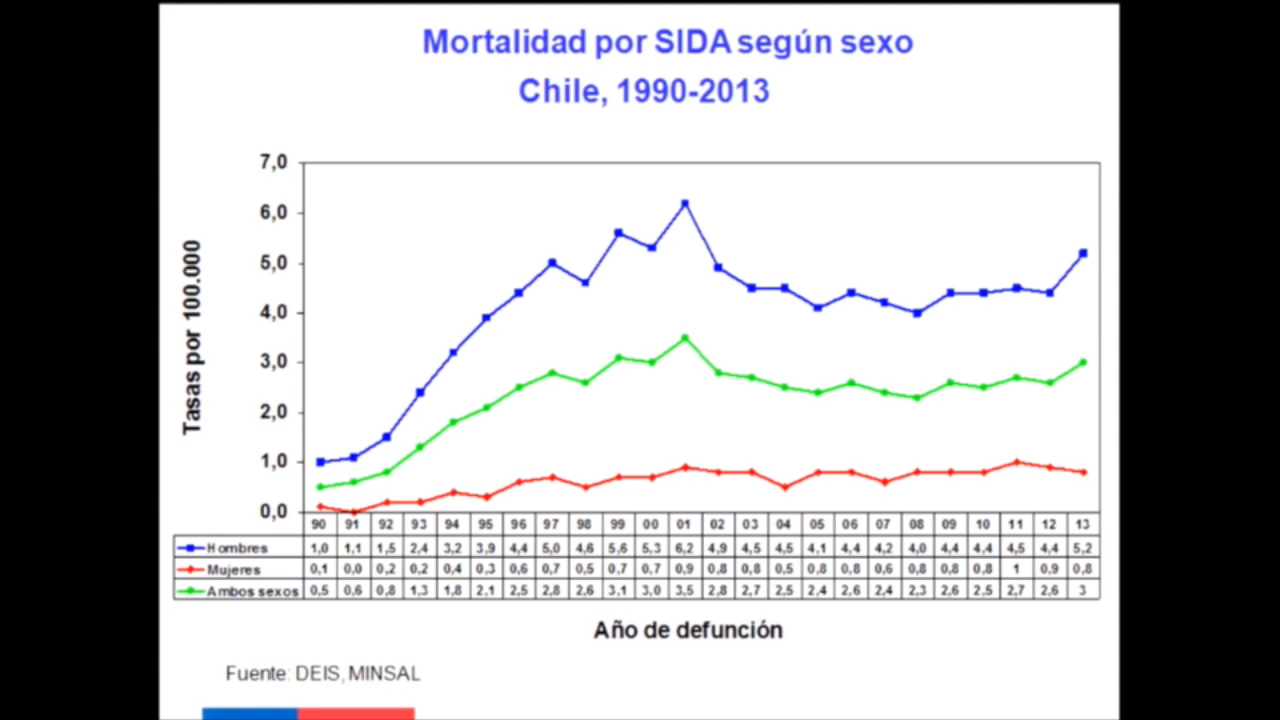 Mortalidad por SIDA según sexo
Chile, 1990-2013
Tasas por 100.000
7,0
6,0
5,0
4,0
3,0
2,0
1,0
0,0
90 91 92 93 94 95 96 97 98 99 00 01 02 03 04 05 06 07 08 09 10 11 12 13
Hombres 1,0 1,1 1,5 2,4 3,2 3,9 4,4 5,0 4,6 5,6 5,3 6,2 4,9 4,5 4,5 4,1 4,4 4,2 4,0 4,4 4,4 4,5 4,4 5,2
Mujeres 0,1 0,0 0,2 0,2 0,4 0,3 0,6 0,7 0,5 0,7 0,7 0,9 0,8 0,8 0,5 0,8 0,8 0,6 0,8 0,8 0,8 1 0,9 0,8
Ambos sexos 0,5 0,6 0,8 1,3 1,8 2,1 2,5 2,8 2,6 3,1 3,0 3,5 2,8 2,7 2,5 2,4 2,6 2,4 2,3 2,6 2,5 2,7 2,6 3
Año de defunción
Fuente: DEIS, MINSAL